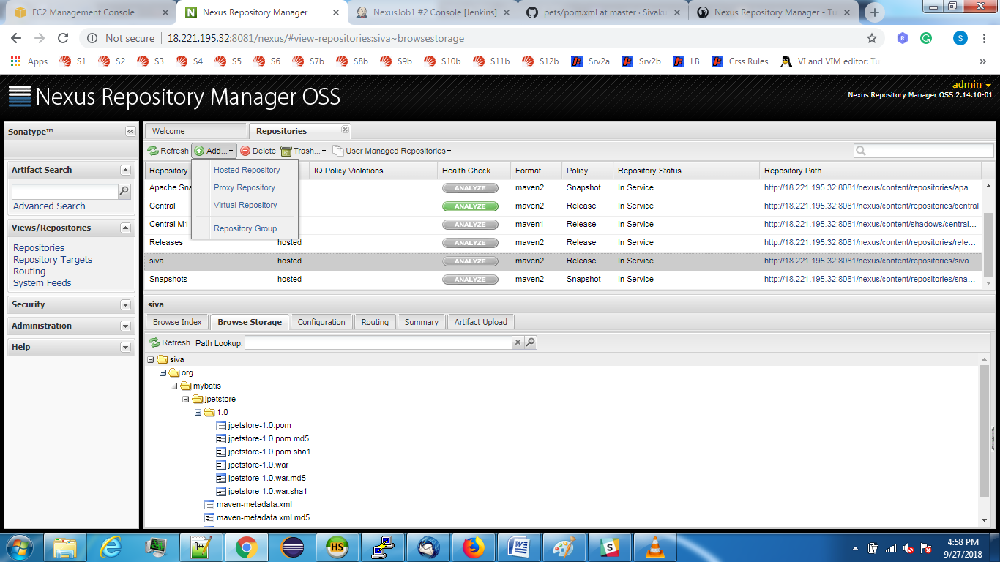 EC2 Management Console
Nexus Repository Manager
NexusJob1 #2 Console [Jenkins]
pets/pom.xml at master · Sivaku
Nexus Repository Manager - Tu
Not secure | 18.221.195.32:8081/nexus/#view-repositories;siva~browsestorage
S
Apps S1 S2 S3 S4 S5 S6 S7b S8b S9b S10b S11b S12b Srv2a Srv2b LB Crss Rules VI and VIM editor: Tu »
Nexus Repository Manager OSS
admin
Nexus Repository Manager OSS 2.14.10-01
Sonatype™
Welcome
Repositories
Refresh Add... Delete Trash... User Managed Repositories
Artifact Search
Advanced Search
Views/Repositories
Repositories
Repository Targets
Routing
System Feeds
Security
Administration
Help
Repository IQ Policy Violations Health Check Format Policy Repository Status Repository Path
Hosted Repository
Proxy Repository
Virtual Repository
Repository Group
Apache Sna ANALYZE maven2 Snapshot In Service http://18.221.195.32:8081/nexus/content/repositories/apa...
Central ANALYZE maven2 Release In Service http://18.221.195.32:8081/nexus/content/repositories/central
Central M1 ANALYZE maven1 Release In Service http://18.221.195.32:8081/nexus/content/shadows/central...
Releases hosted ANALYZE maven2 Release In Service http://18.221.195.32:8081/nexus/content/repositories/rele...
siva hosted ANALYZE maven2 Release In Service http://18.221.195.32:8081/nexus/content/repositories/siva
Snapshots hosted ANALYZE maven2 Snapshot In Service http://18.221.195.32:8081/nexus/content/repositories/sna...
siva
Browse Index Browse Storage Configuration Routing Summary Artifact Upload
Refresh Path Lookup:
siva
org
mybatis
jpetstore
1.0
jpetstore-1.0.pom
jpetstore-1.0.pom.md5
jpetstore-1.0.pom.sha1
jpetstore-1.0.war
jpetstore-1.0.war.md5
jpetstore-1.0.war.sha1
maven-metadata.xml
maven-metadata.xml.md5
HS
4:58 PM
9/27/2018